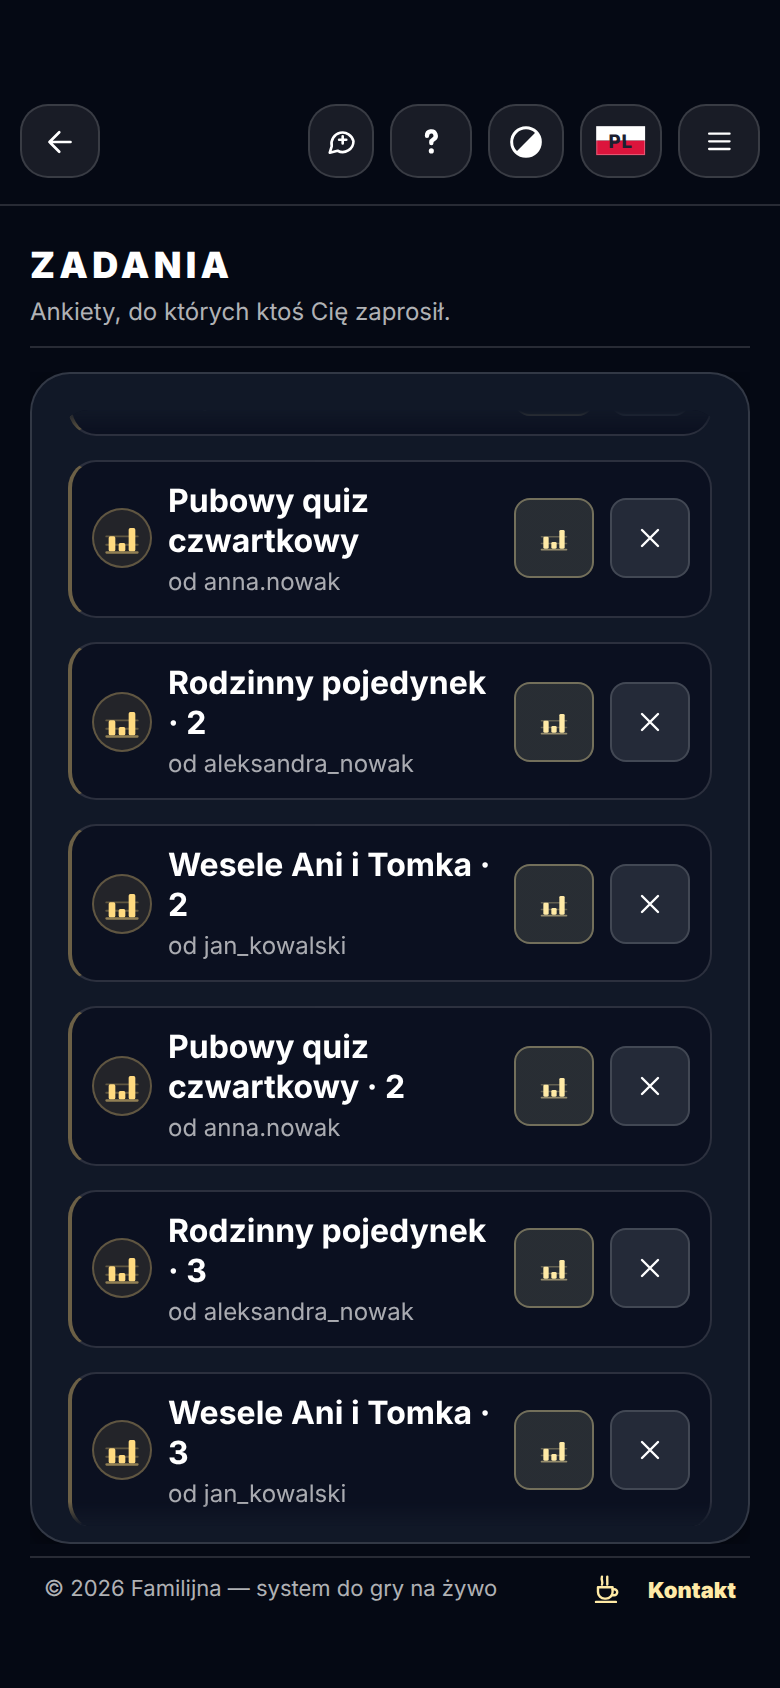 ?
PL
ZADANIA
Ankiety, do których ktoś Cię zaprosił.
Pubowy quiz
czwartkowy
od anna.nowak
Rodzinny pojedynek
· 2
od aleksandra_nowak
Wesele Ani i Tomka ·
2
od jan_kowalski
Pubowy quiz
czwartkowy · 2
od anna.nowak
Rodzinny pojedynek
· 3
od aleksandra_nowak
Wesele Ani i Tomka ·
3
od jan_kowalski
© 2026 Familijna — system do gry na żywo
Kontakt